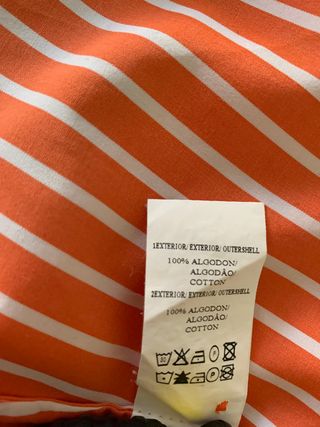 1EXTERIOR/ EXTERIOR/ OUTERSHELL
100% ALGODON/
ALGODÃO/
COTTON
2EXTERIOR/ EXTERIOR/ OUTERSHELL
100% ALGODON/
ALGODÃO/
COTTON